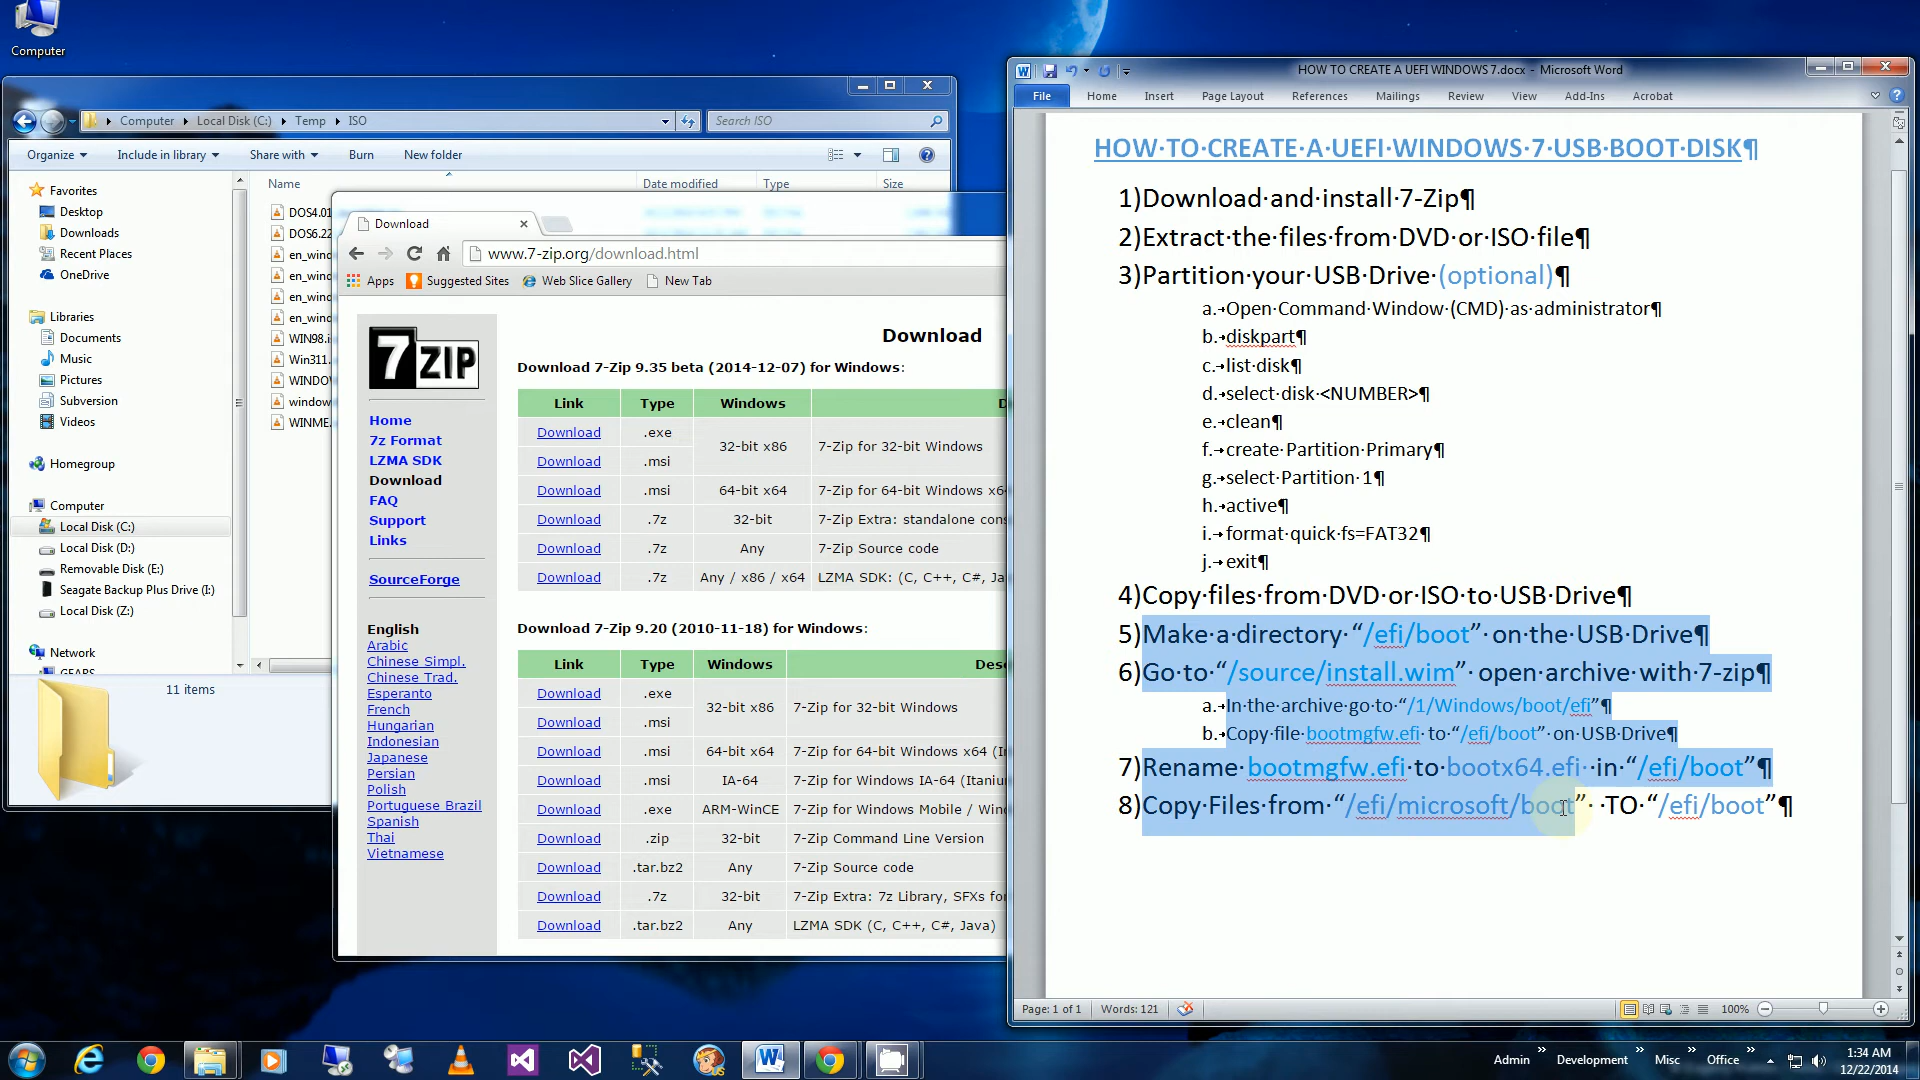 Computer
Computer
Local Disk (C:)
Temp
ISO
Search ISO
Organize
Include in library
Share with
Burn
New folder
Favorites
Desktop
Downloads
Recent Places
OneDrive
Libraries
Documents
Music
Pictures
Subversion
Videos
Homegroup
Computer
Local Disk (C:)
Local Disk (D:)
Removable Disk (E:)
Seagate Backup Plus Drive (I:)
Local Disk (Z:)
Network
Name
Date modified
Type
Size
DOS4.01
DOS6.22
en_wind
en_wind
en_wind
en_wind
WIN98.i
Win311.
WINDOV
window
WINME.
11 items
Download
www.7-zip.org/download.html
Apps
Suggested Sites
Web Slice Gallery
New Tab
7ZIP
Home
7z Format
LZMA SDK
Download
FAQ
Support
Links
SourceForge
English
Arabic
Chinese Simpl.
Chinese Trad.
Esperanto
French
Hungarian
Indonesian
Japanese
Persian
Polish
Portuguese Brazil
Spanish
Thai
Vietnamese
Download
Download 7-Zip 9.35 beta (2014-12-07) for Windows:
Link Type Windows D
Download .exe 32-bit x86 7-Zip for 32-bit Windows
Download .msi
Download .msi 64-bit x64 7-Zip for 64-bit Windows x6
Download .7z 32-bit 7-Zip Extra: standalone cons
Download .7z Any 7-Zip Source code
Download .7z Any / x86 / x64 LZMA SDK: (C, C++, C#, Ja
Download 7-Zip 9.20 (2010-11-18) for Windows:
Link Type Windows Des
Download .exe 32-bit x86 7-Zip for 32-bit Windows
Download .msi
Download .msi 64-bit x64 7-Zip for 64-bit Windows x64 (I
Download .msi IA-64 7-Zip for Windows IA-64 (Itaniu
Download .exe ARM-WinCE 7-Zip for Windows Mobile / Win
Download .zip 32-bit 7-Zip Command Line Version
Download .tar.bz2 Any 7-Zip Source code
Download .7z 32-bit 7-Zip Extra: 7z Library, SFXs fo
Download .tar.bz2 Any LZMA SDK (C, C++, C#, Java)
HOW TO CREATE A UEFI WINDOWS 7.docx - Microsoft Word
File Home Insert Page Layout References Mailings Review View Add-Ins Acrobat
HOW·TO·CREATE·A·UEFI·WINDOWS·7·USB·BOOT·DISK¶
1)Download·and·install·7-Zip¶
2)Extract·the·files·from·DVD·or·ISO·file¶
3)Partition·your·USB·Drive·(optional)¶
a.→Open·Command·Window·(CMD)·as·administrator¶
b.→diskpart¶
c.→list·disk¶
d.→select·disk·<NUMBER>¶
e.→clean¶
f.→create·Partition·Primary¶
g.→select·Partition·1¶
h.→active¶
i.→format·quick·fs=FAT32¶
j.→exit¶
4)Copy·files·from·DVD·or·ISO·to·USB·Drive¶
5)Make·a·directory·“/efi/boot”·on·the·USB·Drive¶
6)Go·to·“/source/install.wim”·open·archive·with·7-zip¶
a.→In·the·archive·go·to·“/1/Windows/boot/efi”¶
b.→Copy·file·bootmgfw.efi·to·“/efi/boot”·on·USB·Drive¶
7)Rename·bootmgfw.efi·to·bootx64.efi··in·“/efi/boot”¶
8)Copy·Files·from·“/efi/microsoft/boot”··TO·“/efi/boot”¶
Page: 1 of 1
Words: 121
100%
Admin
Development
Misc
Office
1:34 AM
12/22/2014